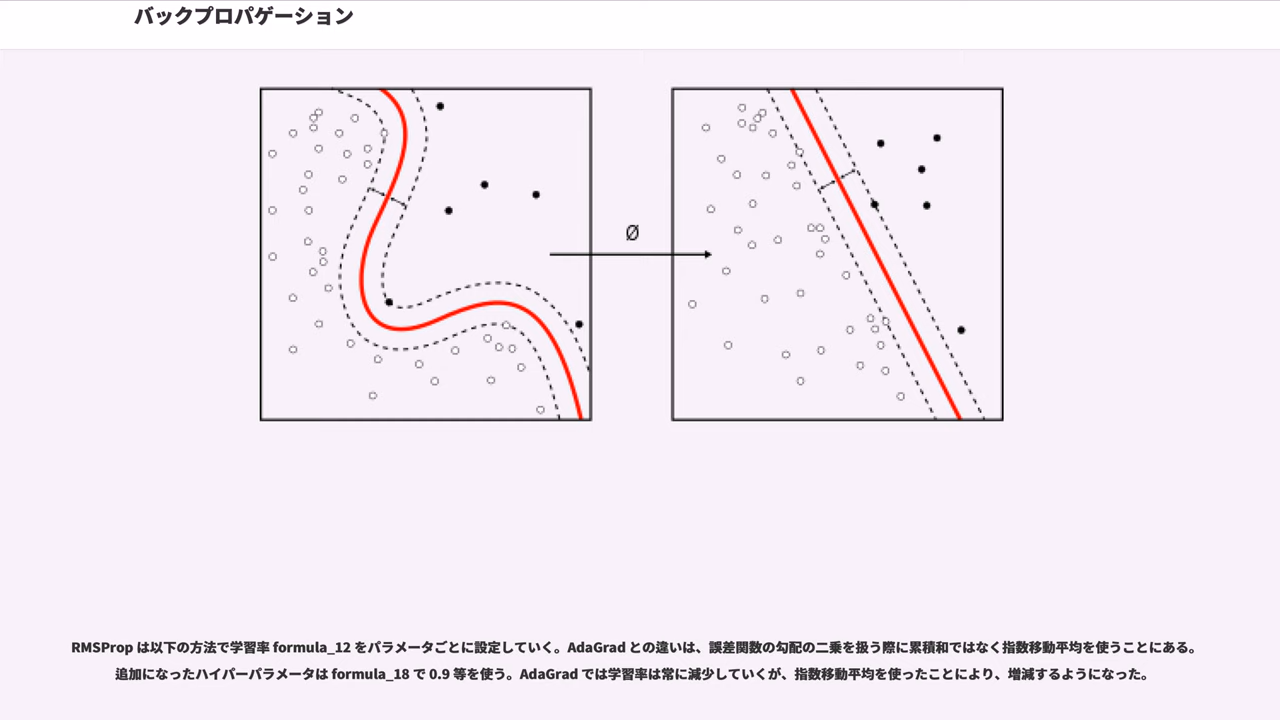 バックプロパゲーション
Ø
RMSProp は以下の方法で学習率 formula_12 をパラメータごとに設定していく。AdaGrad との違いは、誤差関数の勾配の二乗を扱う際に累積和ではなく指数移動平均を使うことにある。
追加になったハイパーパラメータは formula_18 で 0.9 等を使う。AdaGrad では学習率は常に減少していくが、指数移動平均を使ったことにより、増減するようになった。